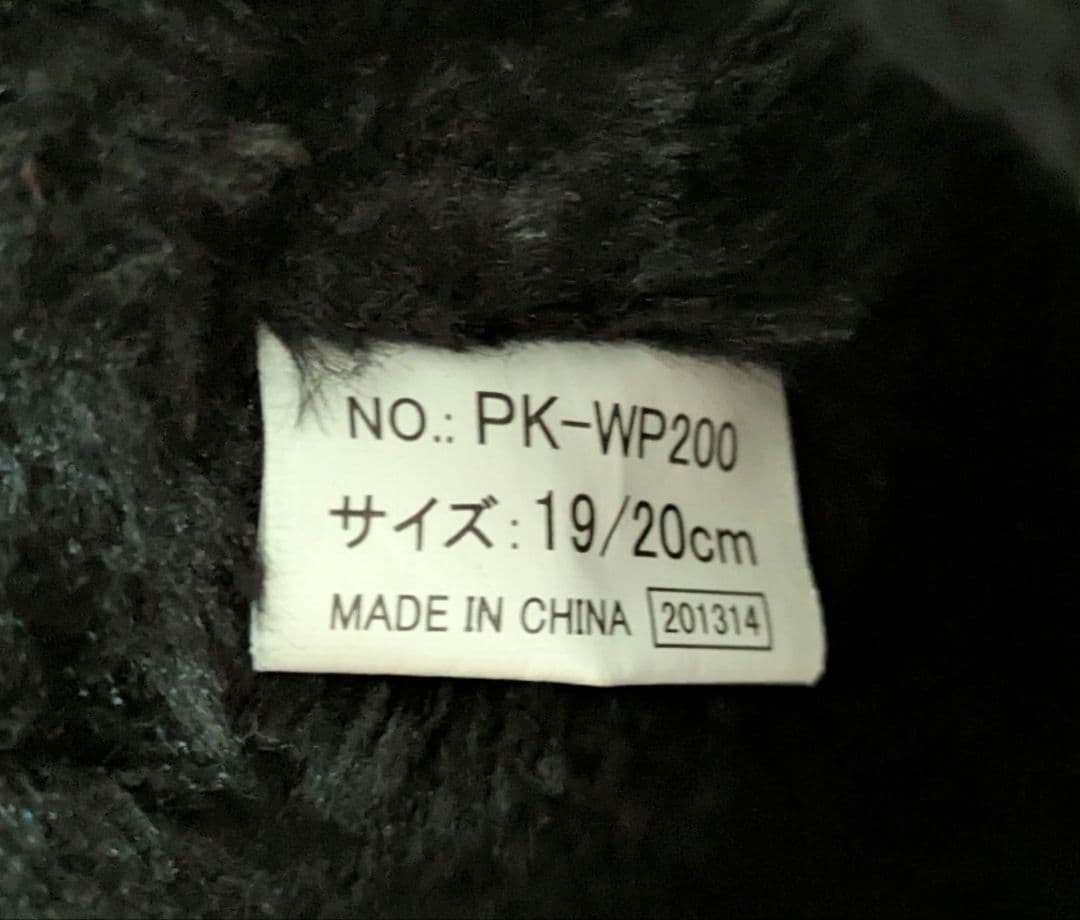 NO.: PK-WP200
サイズ: 19/20cm
MADE IN CHINA 201314